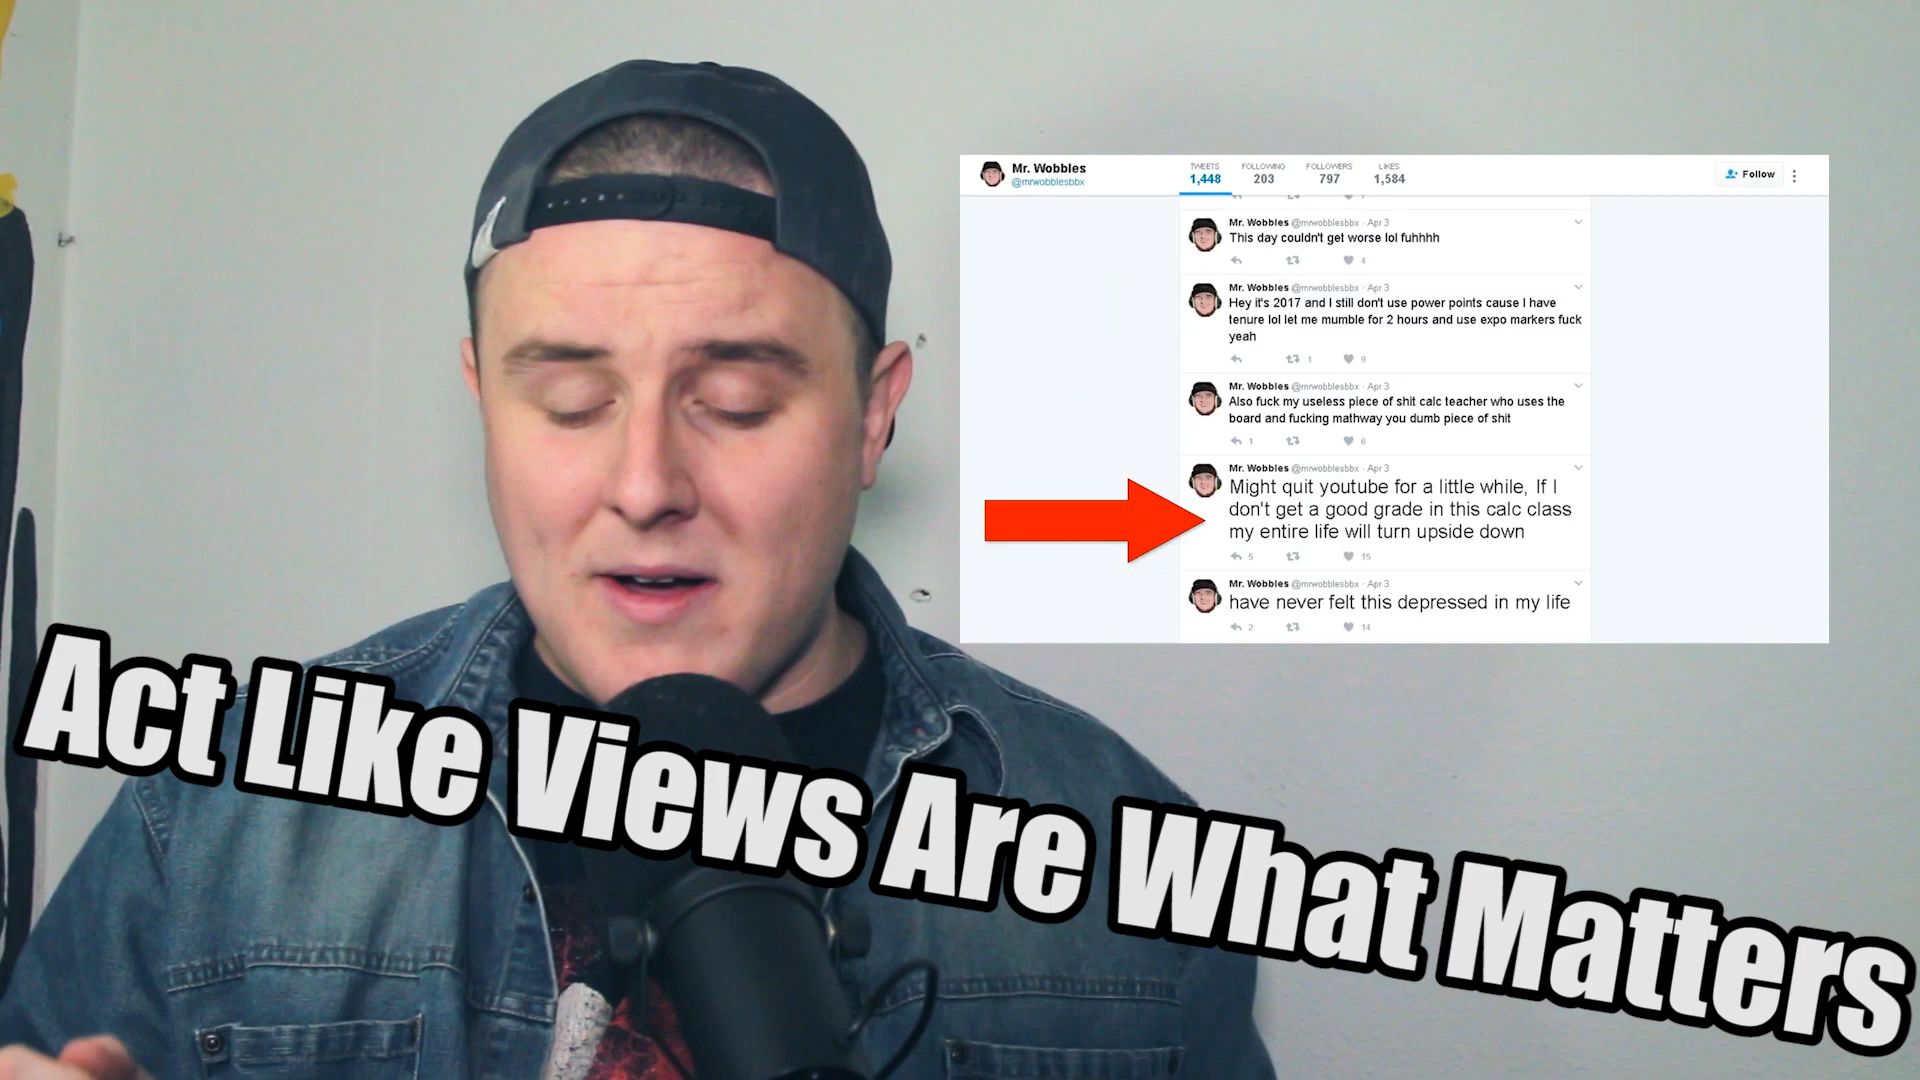 Mr. Wobbles
@mrwobblesbbx
TWEETS
1,448
FOLLOWING
203
FOLLOWERS
797
LIKES
1,584
Follow
Mr. Wobbles @mrwobblesbbx · Apr 3
This day couldn't get worse lol fuhhhh
4
Mr. Wobbles @mrwobblesbbx · Apr 3
Hey it's 2017 and I still don't use power points cause I have
tenure lol let me mumble for 2 hours and use expo markers fuck
yeah
1 9
Mr. Wobbles @mrwobblesbbx · Apr 3
Also fuck my useless piece of shit calc teacher who uses the
board and fucking mathway you dumb piece of shit
1 6
Mr. Wobbles @mrwobblesbbx · Apr 3
Might quit youtube for a little while, If I
don't get a good grade in this calc class
my entire life will turn upside down
5 15
Mr. Wobbles @mrwobblesbbx · Apr 3
have never felt this depressed in my life
2 14
Act Like Views Are What Matters